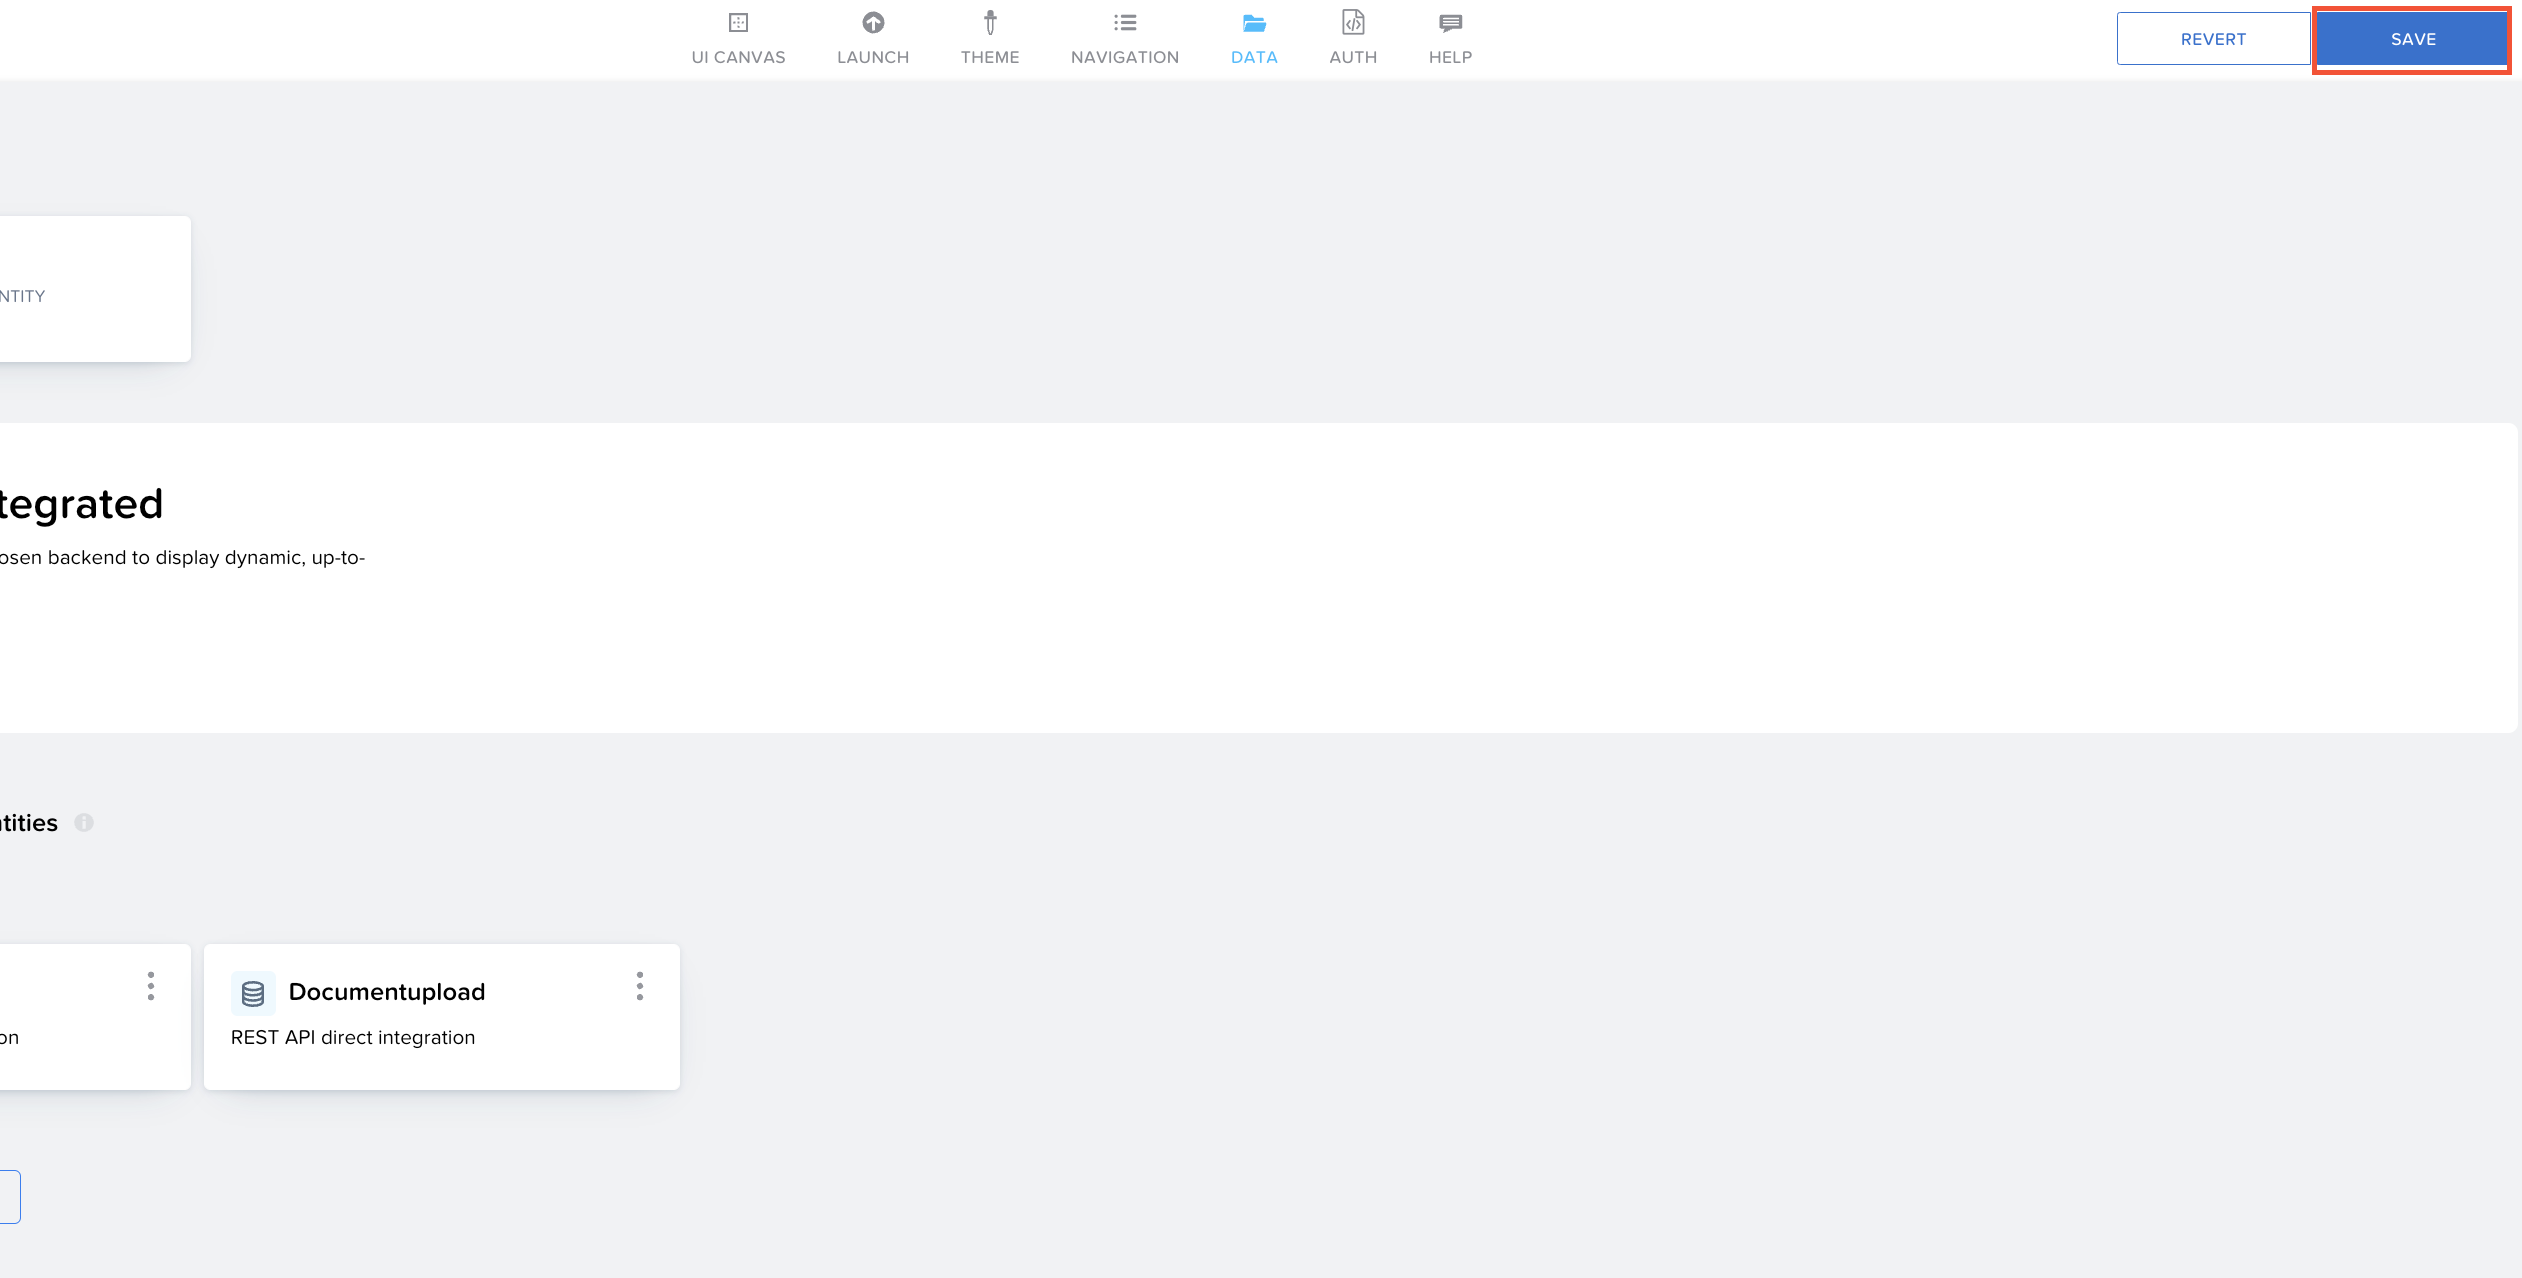 UI CANVAS
LAUNCH
THEME
NAVIGATION
DATA
AUTH
HELP
REVERT
SAVE
NTITY
tegrated
osen backend to display dynamic, up-to-
tities
Documentupload
on
REST API direct integration